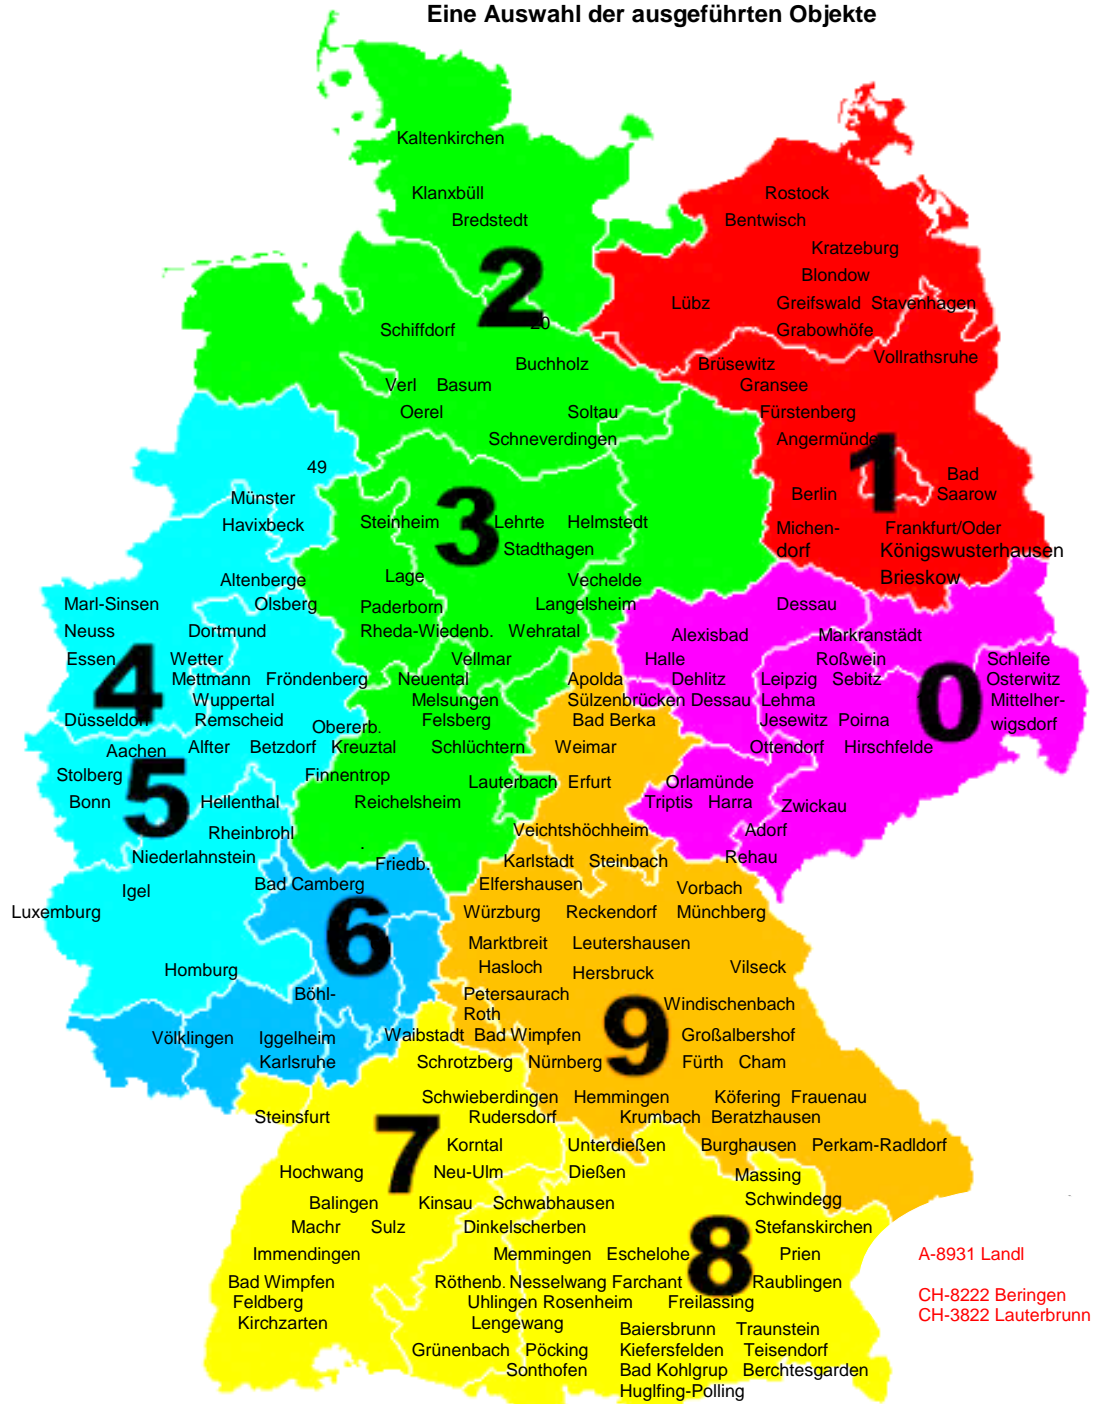 Eine Auswahl der ausgeführten Objekte
Kaltenkirchen
Klanxbüll
Rostock
Bredstedt
Bentwisch
Kratzeburg
2
Blondow
Lübz
Greifswald Stavenhagen
Schiffdorf
20
Grabowhöfe
Buchholz
Brüsewitz
Vollrathsruhe
Verl Basum
Gransee
Oerel
Soltau
Fürstenberg
Schneverdingen
Angermünde
1
49
Bad
Saarow
Münster
Berlin
Havixbeck
Steinheim
3
Lehrte Helmstedt
Michen-
dorf
Frankfurt/Oder
Stadthagen
Königswusterhausen
Altenberge
Lage
Vechelde
Brieskow
Marl-Sinsen
Olsberg
Paderborn
Langelsheim
Dessau
Neuss
Dortmund
Rheda-Wiedenb. Wehratal
Alexisbad
Markranstädt
Essen
4
Wetter
Vellmar
Halle
Roßwein
Schleife
Mettmann Fröndenberg
Neuental
Apolda
Dehlitz
Leipzig Sebitz
0
Osterwitz
Wuppertal
Melsungen
Sülzenbrücken Dessau
Lehma
Mittelher-
wigsdorf
Düsseldorf
Remscheid
Obererb.
Felsberg
Bad Berka
Jesewitz Poirna
Aachen
Alfter Betzdorf Kreuztal
Schlüchtern
Weimar
Ottendorf Hirschfelde
Stolberg
5
Finnentrop
Lauterbach Erfurt
Orlamünde
Bonn
Hellenthal
Reichelsheim
Triptis Harra
Zwickau
Rheinbrohl
Veichtshöchheim
Adorf
Niederlahnstein
.
Friedb.
Karlstadt Steinbach
Rehau
Igel
Bad Camberg
Elfershausen
Vorbach
Luxemburg
6
Würzburg Reckendorf Münchberg
Marktbreit Leutershausen
Homburg
Hasloch
Hersbruck
Vilseck
Böhl-
Petersaurach
Roth
9
Windischenbach
Völklingen Iggelheim
Waibstadt Bad Wimpfen
Großalbershof
Karlsruhe
Schrotzberg Nürnberg
Fürth Cham
Schwieberdingen Hemmingen
Köfering Frauenau
Steinsfurt
7
Rudersdorf
Krumbach Beratzhausen
Korntal
Unterdießen
Burghausen Perkam-Radldorf
Hochwang
Neu-Ulm
Dießen
Massing
Balingen
Kinsau Schwabhausen
Schwindegg
Machr Sulz
Dinkelscherben
8
Stefanskirchen
Immendingen
Memmingen Eschelohe
Prien
A-8931 Landl
Bad Wimpfen
Röthenb. Nesselwang Farchant
Raublingen
CH-8222 Beringen
Feldberg
Uhlingen Rosenheim
Freilassing
CH-3822 Lauterbrunn
Kirchzarten
Lengewang
Baiersbrunn Traunstein
Grünenbach Pöcking
Kiefersfelden Teisendorf
Sonthofen
Bad Kohlgrup Berchtesgarden
Huglfing-Polling